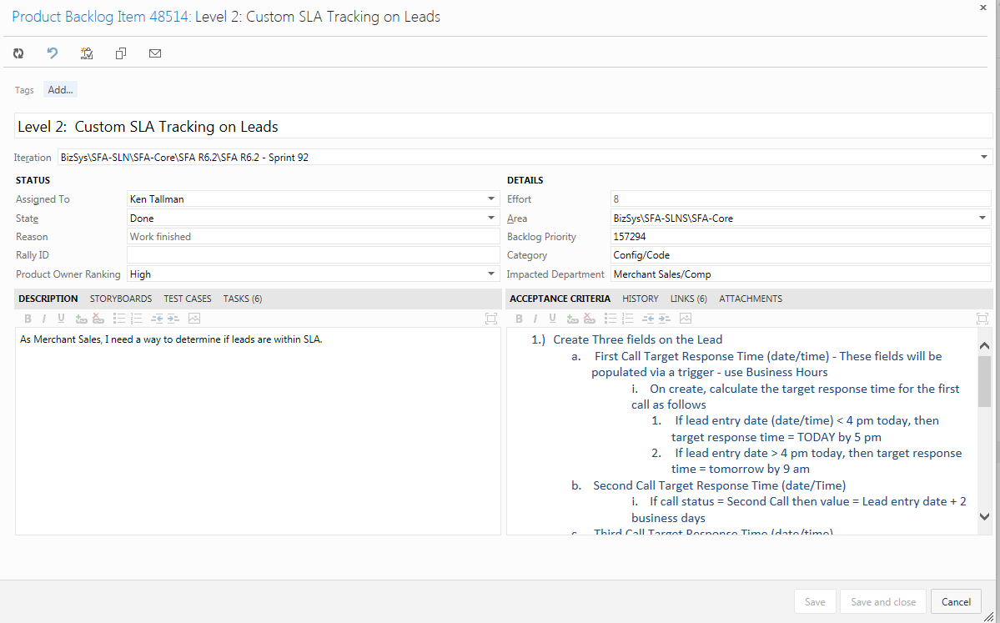 Product Backlog Item 48514: Level 2: Custom SLA Tracking on Leads
Tags Add...
Level 2:  Custom SLA Tracking on Leads
Iteration BizSys\SFA-SLN\SFA-Core\SFA R6.2\SFA R6.2 - Sprint 92
STATUS
Assigned To Ken Tallman
State Done
Reason Work finished
Rally ID
Product Owner Ranking High
DETAILS
Effort 8
Area BizSys\SFA-SLNS\SFA-Core
Backlog Priority 157294
Category Config/Code
Impacted Department Merchant Sales/Comp
DESCRIPTION STORYBOARDS TEST CASES TASKS (6)
B I U
As Merchant Sales, I need a way to determine if leads are within SLA.
ACCEPTANCE CRITERIA HISTORY LINKS (6) ATTACHMENTS
B I U
1.) Create Three fields on the Lead
a. First Call Target Response Time (date/time) - These fields will be
populated via a trigger - use Business Hours
i. On create, calculate the target response time for the first
call as follows
1. If lead entry date (date/time) < 4 pm today, then
target response time = TODAY by 5 pm
2. If lead entry date > 4 pm today, then target response
time = tomorrow by 9 am
b. Second Call Target Response Time (date/Time)
i. If call status = Second Call then value = Lead entry date + 2
business days
c. Third Call Target Response Time (date/time)
Save Save and close Cancel